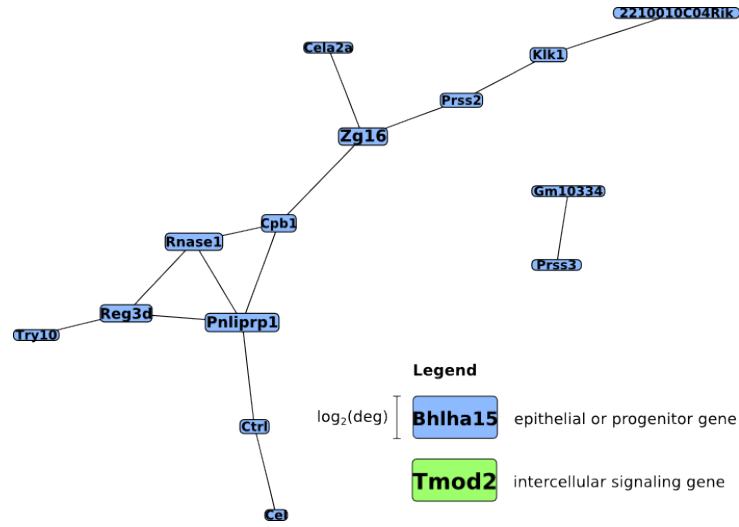 2210010C04Rik
Cela2a
Klk1
Prss2
Zg16
Gm10334
Cpb1
Rnase1
Prss3
Reg3d
Pnliprp1
Try10
Legend
log₂(deg)
Bhlha15
epithelial or progenitor gene
Ctrl
Tmod2
intercellular signaling gene
Cel